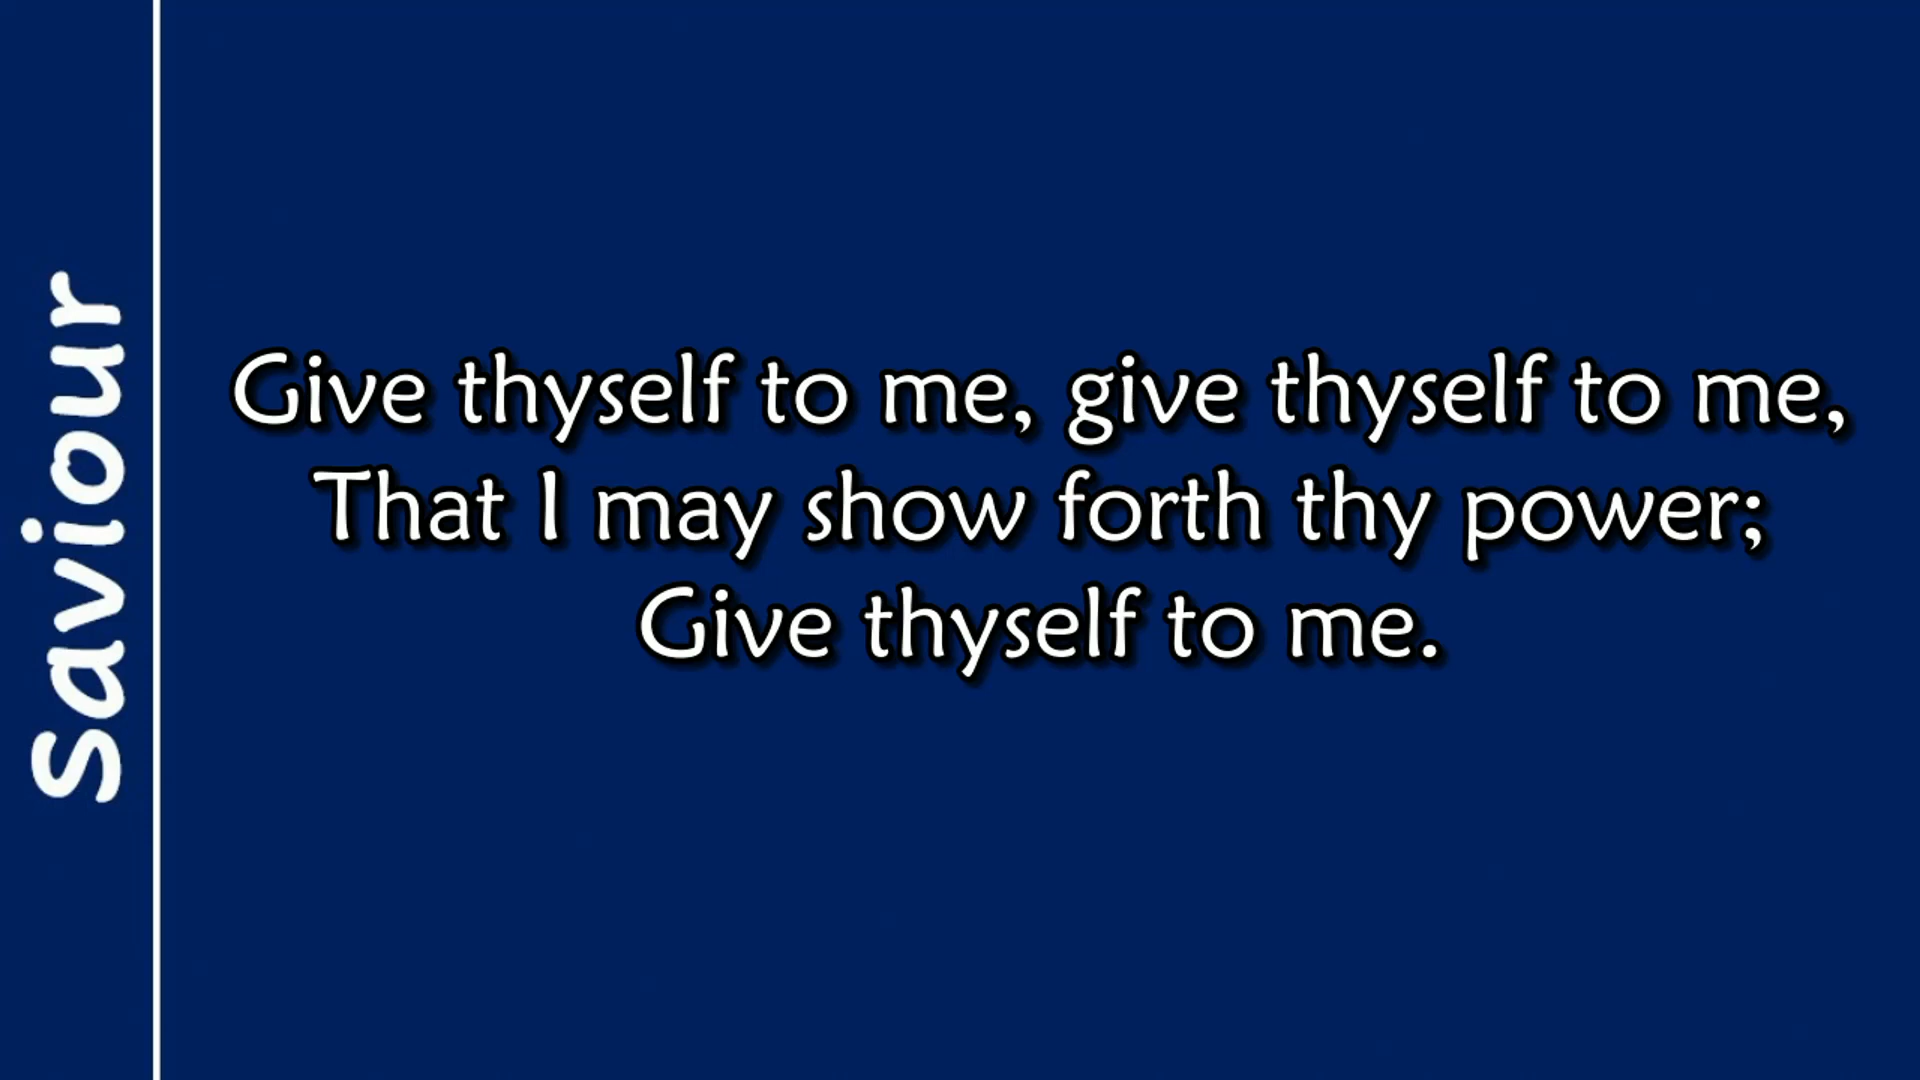 Saviour
Give thyself to me, give thyself to me,
That I may show forth thy power;
Give thyself to me.